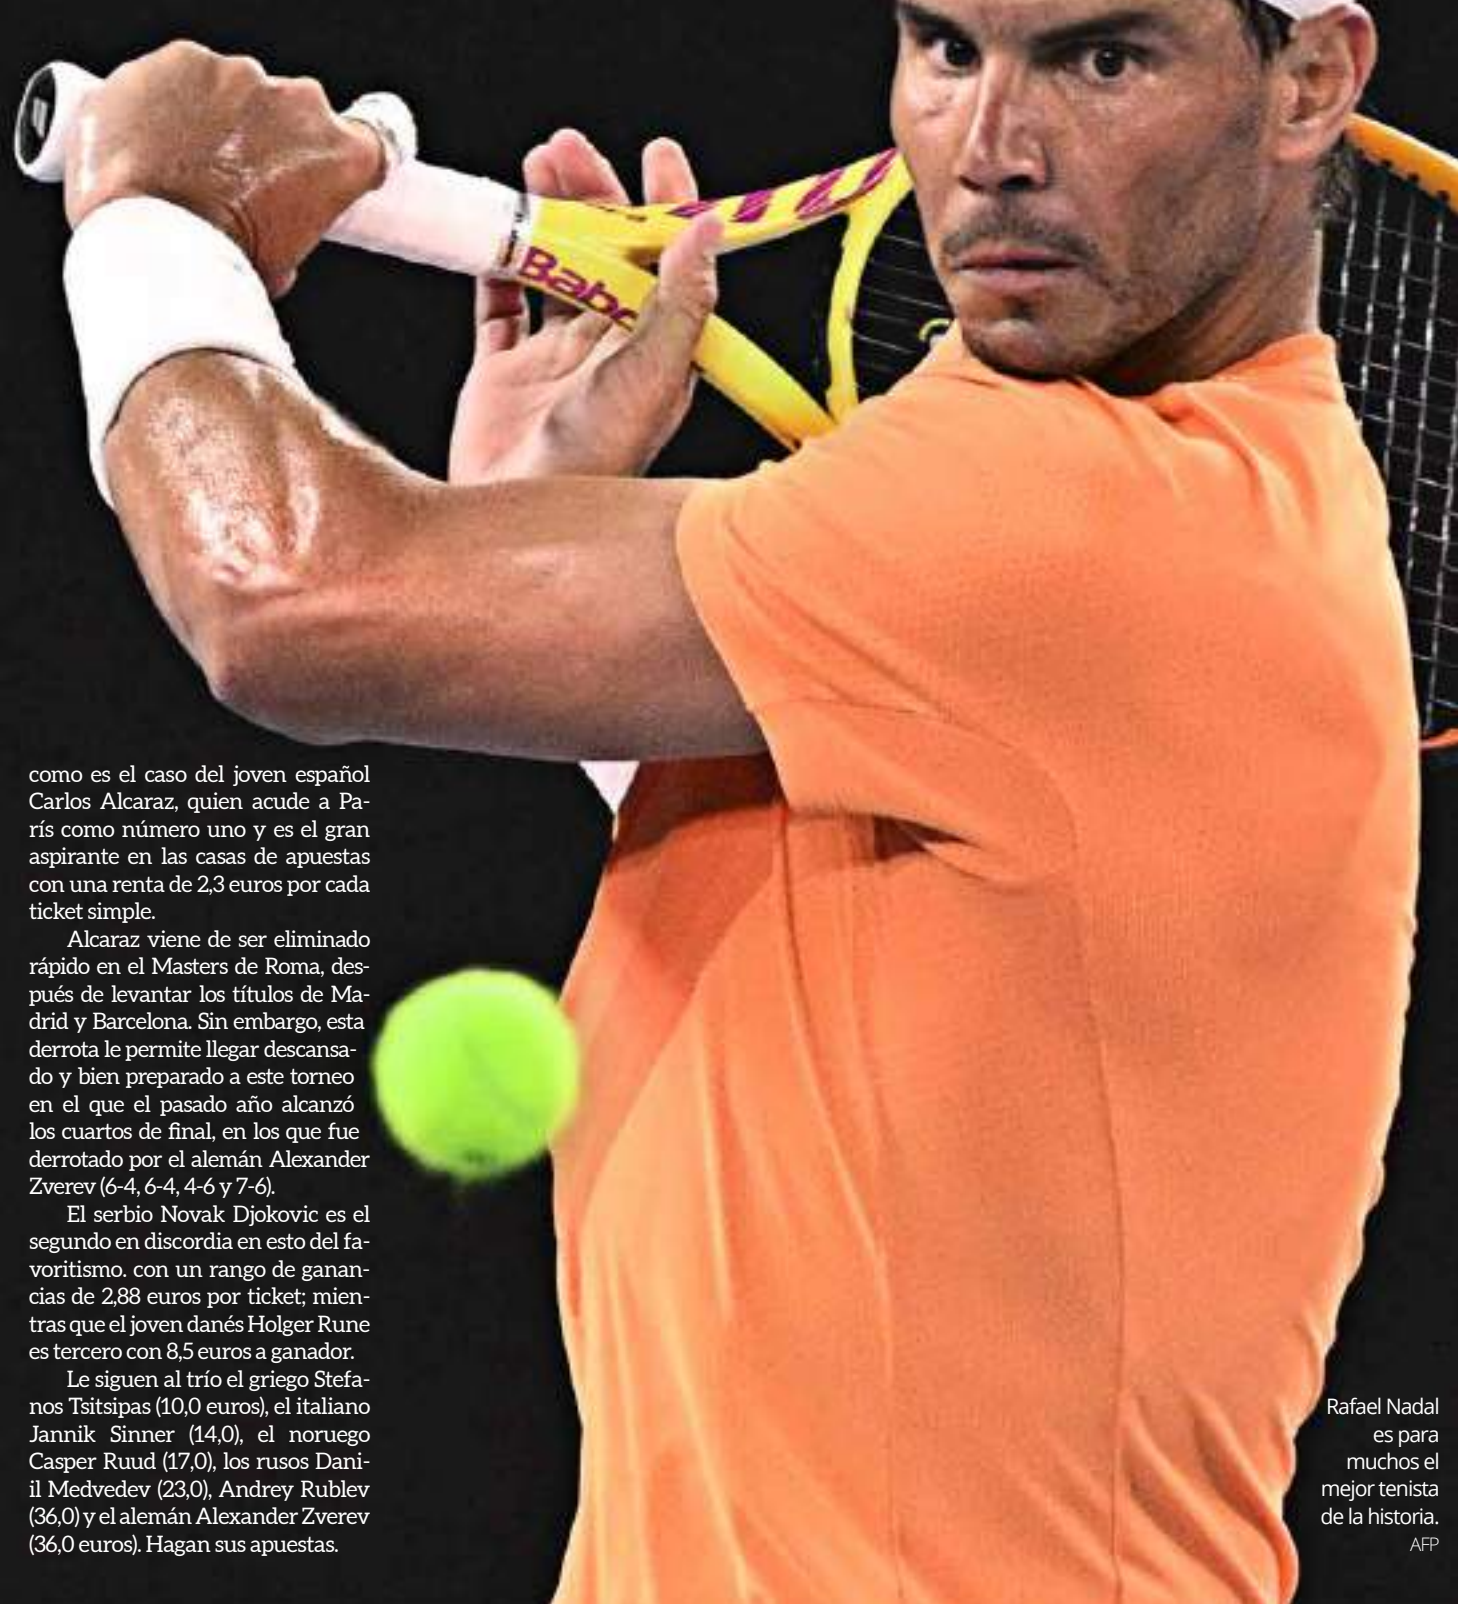 Babo
como es el caso del joven español
Carlos Alcaraz, quien acude a Pa-
rís como número uno y es el gran
aspirante en las casas de apuestas
con una renta de 2,3 euros por cada
ticket simple.
Alcaraz viene de ser eliminado
rápido en el Masters de Roma, des-
pués de levantar los títulos de Ma-
drid y Barcelona. Sin embargo, esta
derrota le permite llegar descansa-
do y bien preparado a este torneo
en el que el pasado año alcanzó
los cuartos de final, en los que fue
derrotado por el alemán Alexander
Zverev (6-4, 6-4, 4-6 y 7-6).
El serbio Novak Djokovic es el
segundo en discordia en esto del fa-
voritismo. con un rango de ganan-
cias de 2,88 euros por ticket; mien-
tras que el joven danés Holger Rune
es tercero con 8,5 euros a ganador.
Le siguen al trío el griego Stefa-
nos Tsitsipas (10,0 euros), el italiano
Jannik Sinner (14,0), el noruego
Casper Ruud (17,0), los rusos Dani-
il Medvedev (23,0), Andrey Rublev
(36,0) y el alemán Alexander Zverev
(36,0 euros). Hagan sus apuestas.
Rafael Nadal
es para
muchos el
mejor tenista
de la historia.
AFP